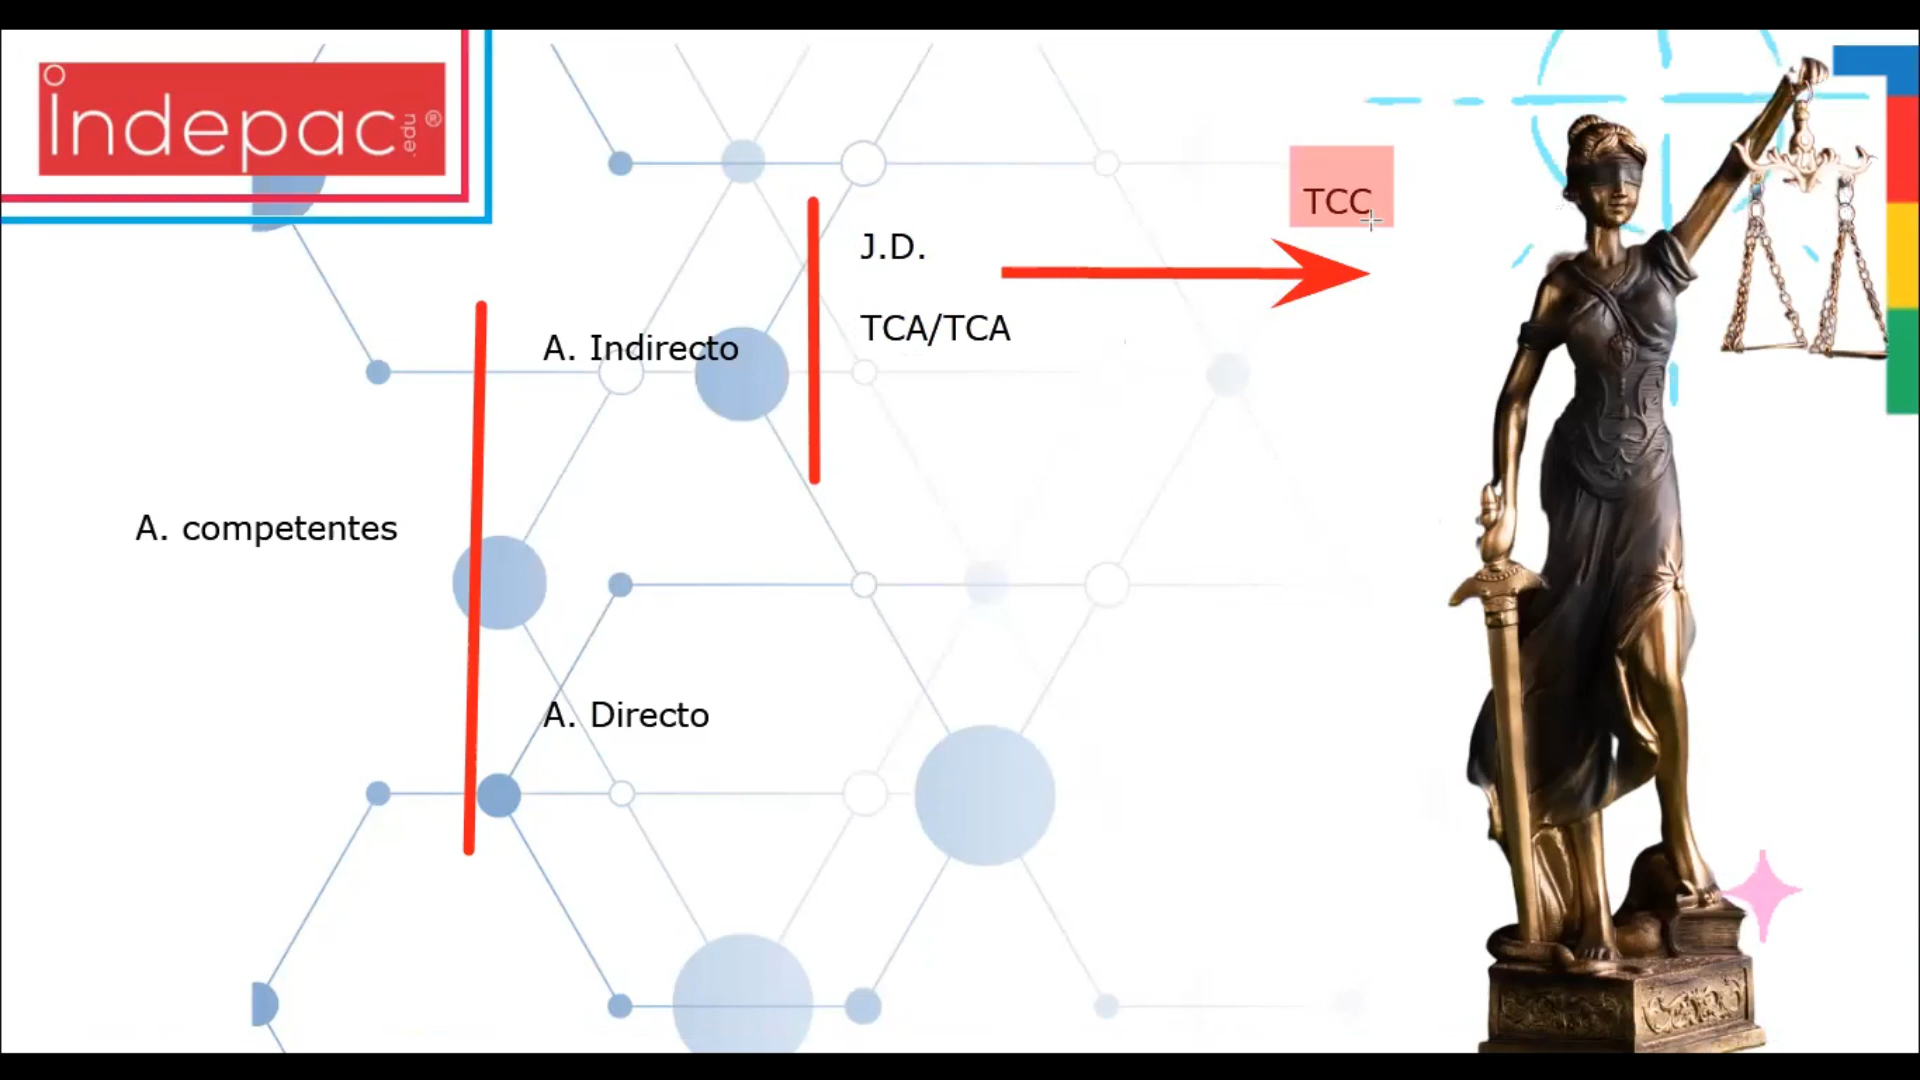 indepac
.edu
®
TCC
J.D.
TCA/TCA
A. Indirecto
A. competentes
A. Directo